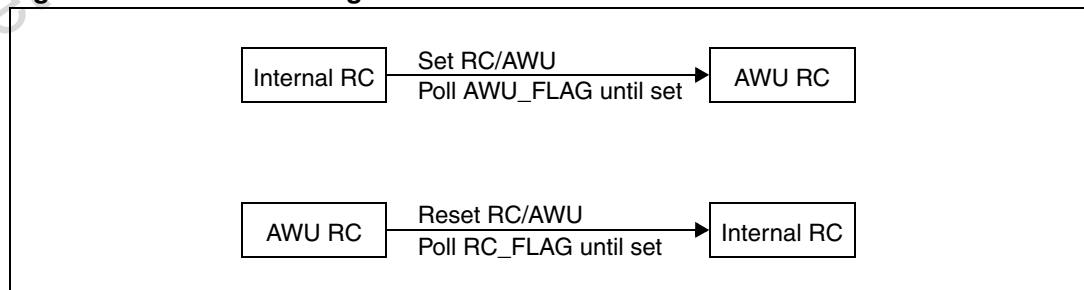 Set RC/AWU
Internal RC
AWU RC
Poll AWU_FLAG until set
Reset RC/AWU
AWU RC
Internal RC
Poll RC_FLAG until set